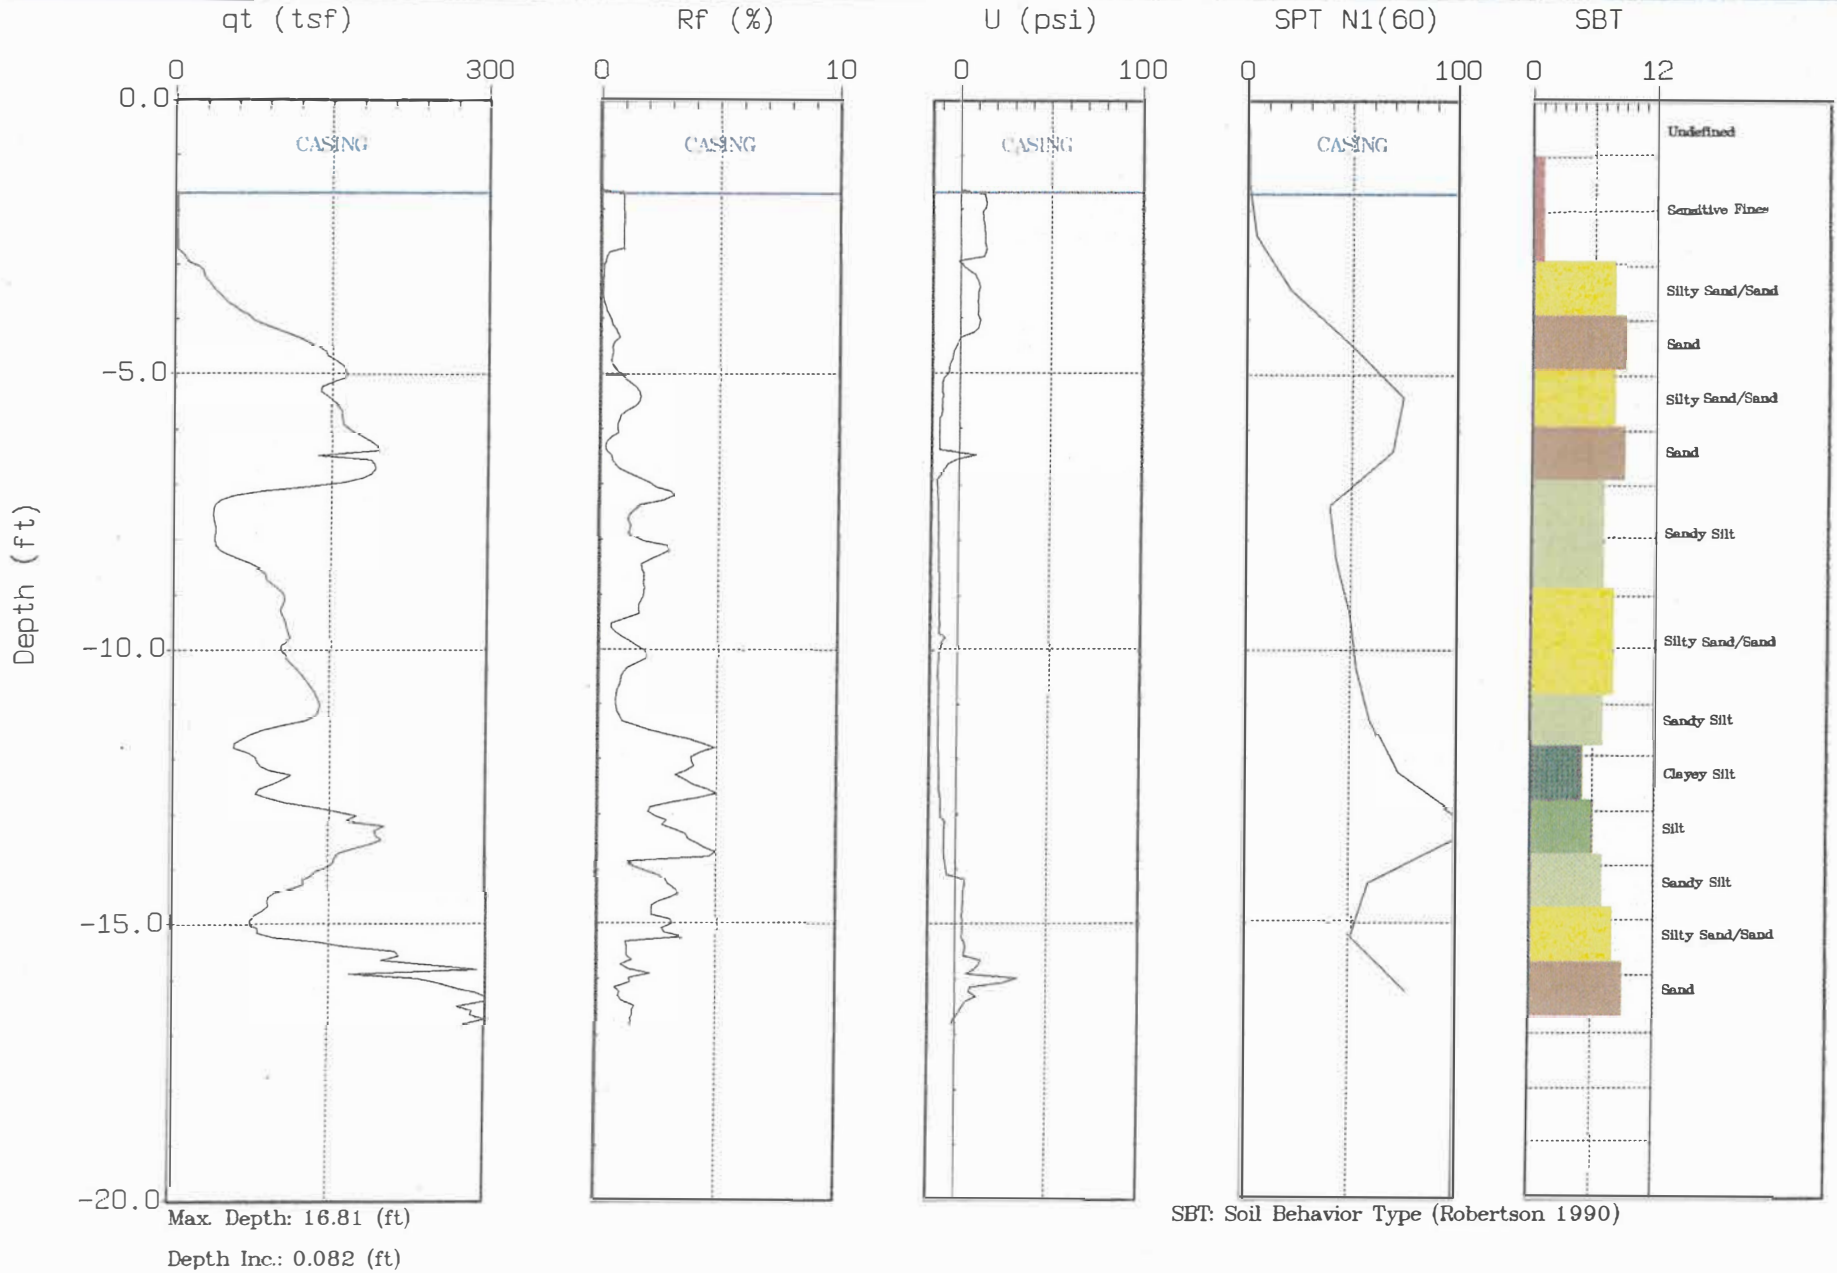 qt (tsf) Rf (%) U (psi) SPT N1(60) SBT
0 300 0 10 0 100 0 100 0 12
0.0
CASING CASING CASING CASING
Undefined
Sensitive Fines
Silty Sand/Sand
Sand
-5.0
Silty Sand/Sand
Sand
Sandy Silt
Depth (ft)
-10.0
Silty Sand/Sand
Sandy Silt
Clayey Silt
Silt
Sandy Silt
-15.0
Silty Sand/Sand
Sand
-20.0
Max. Depth: 16.81 (ft)
SBT: Soil Behavior Type (Robertson 1990)
Depth Inc.: 0.082 (ft)